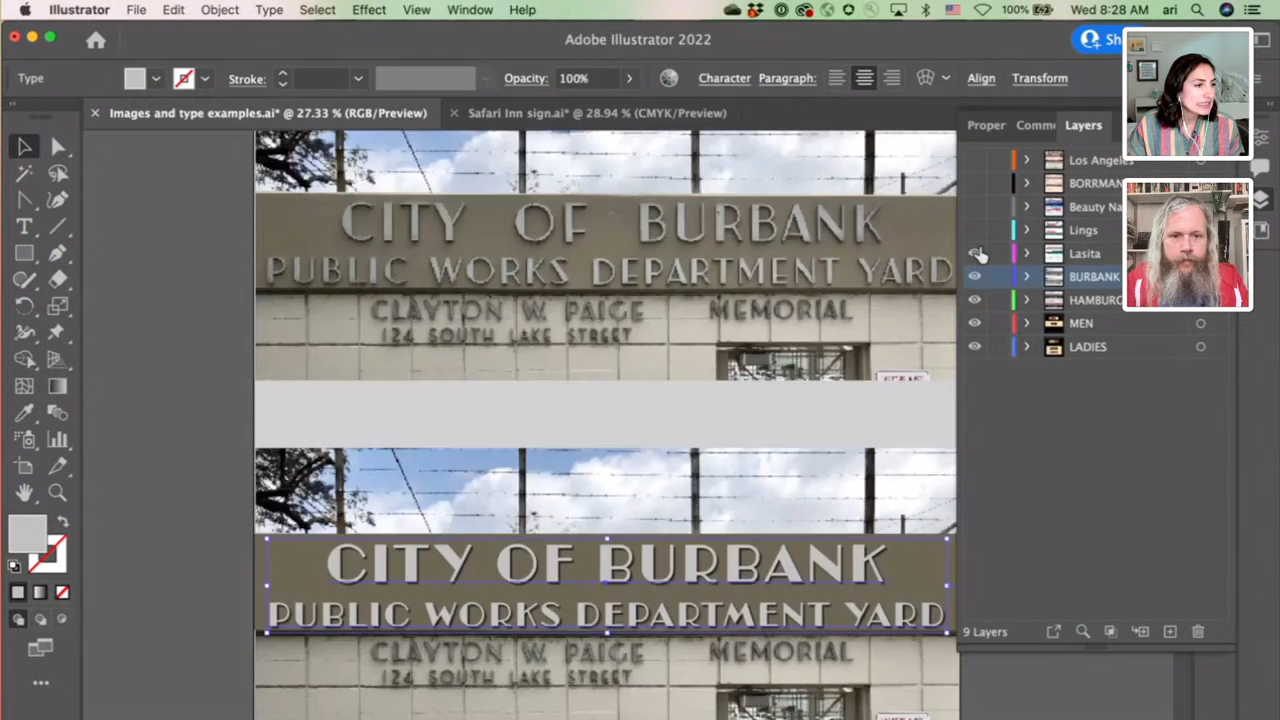 Illustrator File Edit Object Type Select Effect View Window Help 100% Wed 8:28 AM ari
Adobe Illustrator 2022
Type Stroke: Opacity: 100% Character Paragraph: Align Transform
Images and type examples.ai* @ 27.33 % (RGB/Preview) Safari Inn sign.ai* @ 28.94 % (CMYK/Preview)
Proper Comme Layers
Los Angeles
BORRMAN
Beauty Na
Lings
Lasita
BURBANK
HAMBURG
MEN
LADIES
9 Layers
CITY OF BURBANK
PUBLIC WORKS DEPARTMENT YARD
CLAYTON W. PAIGE MEMORIAL
124 SOUTH LAKE STREET
CITY OF BURBANK
PUBLIC WORKS DEPARTMENT YARD
CLAYTON W. PAIGE MEMORIAL
124 SOUTH LAKE STREET